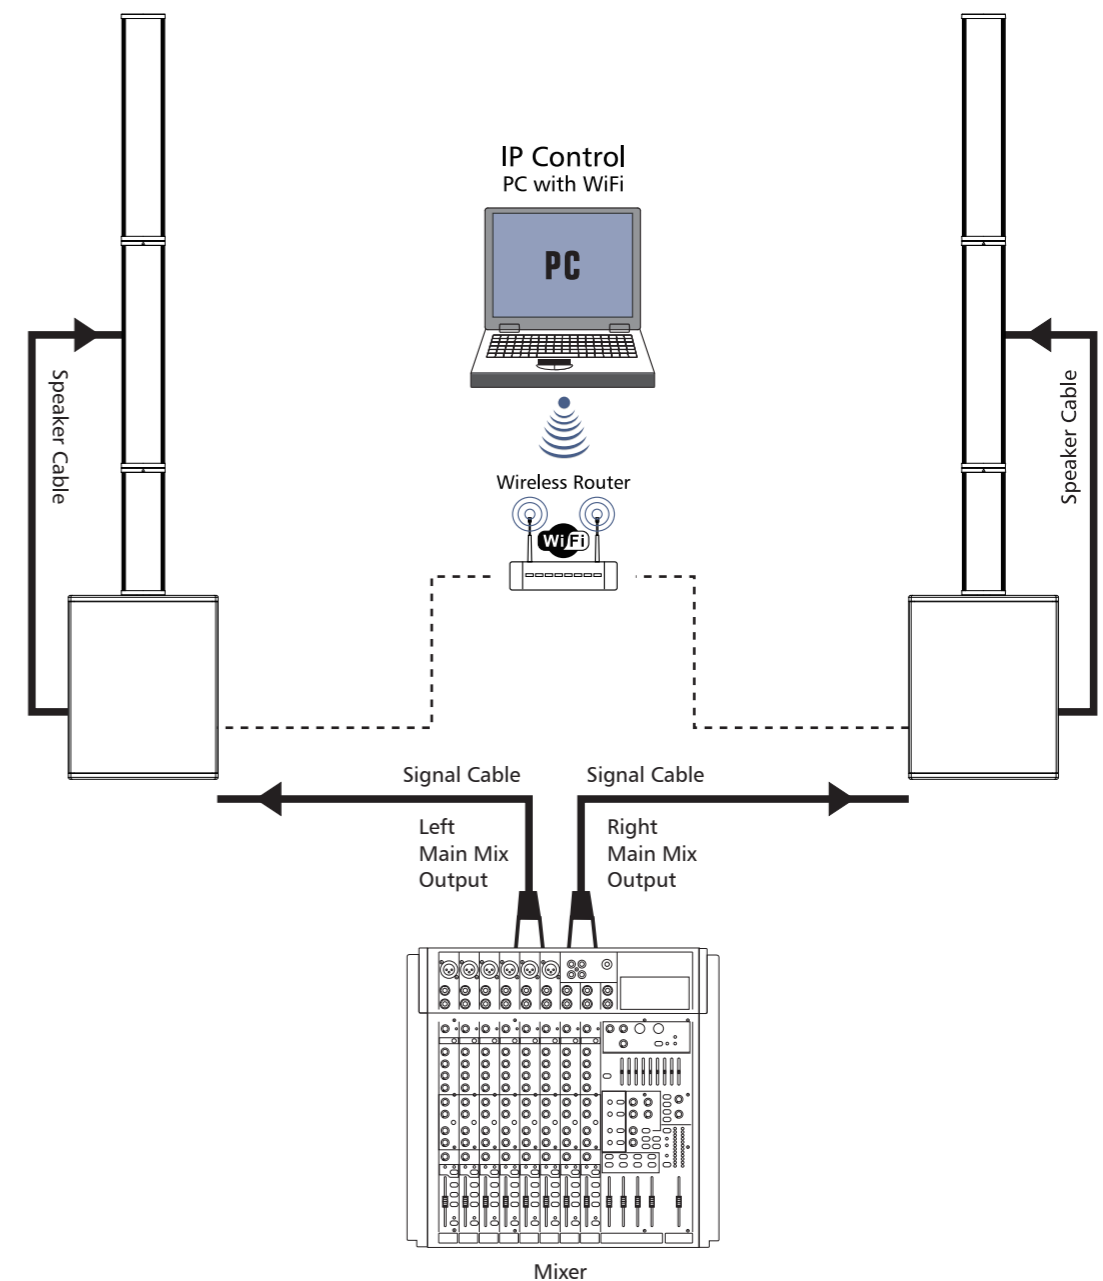 IP Control
PC with WiFi
PC
Speaker Cable
Speaker Cable
Wireless Router
WiFi
Signal Cable
Signal Cable
Left
Main Mix
Output
Right
Main Mix
Output
Mixer